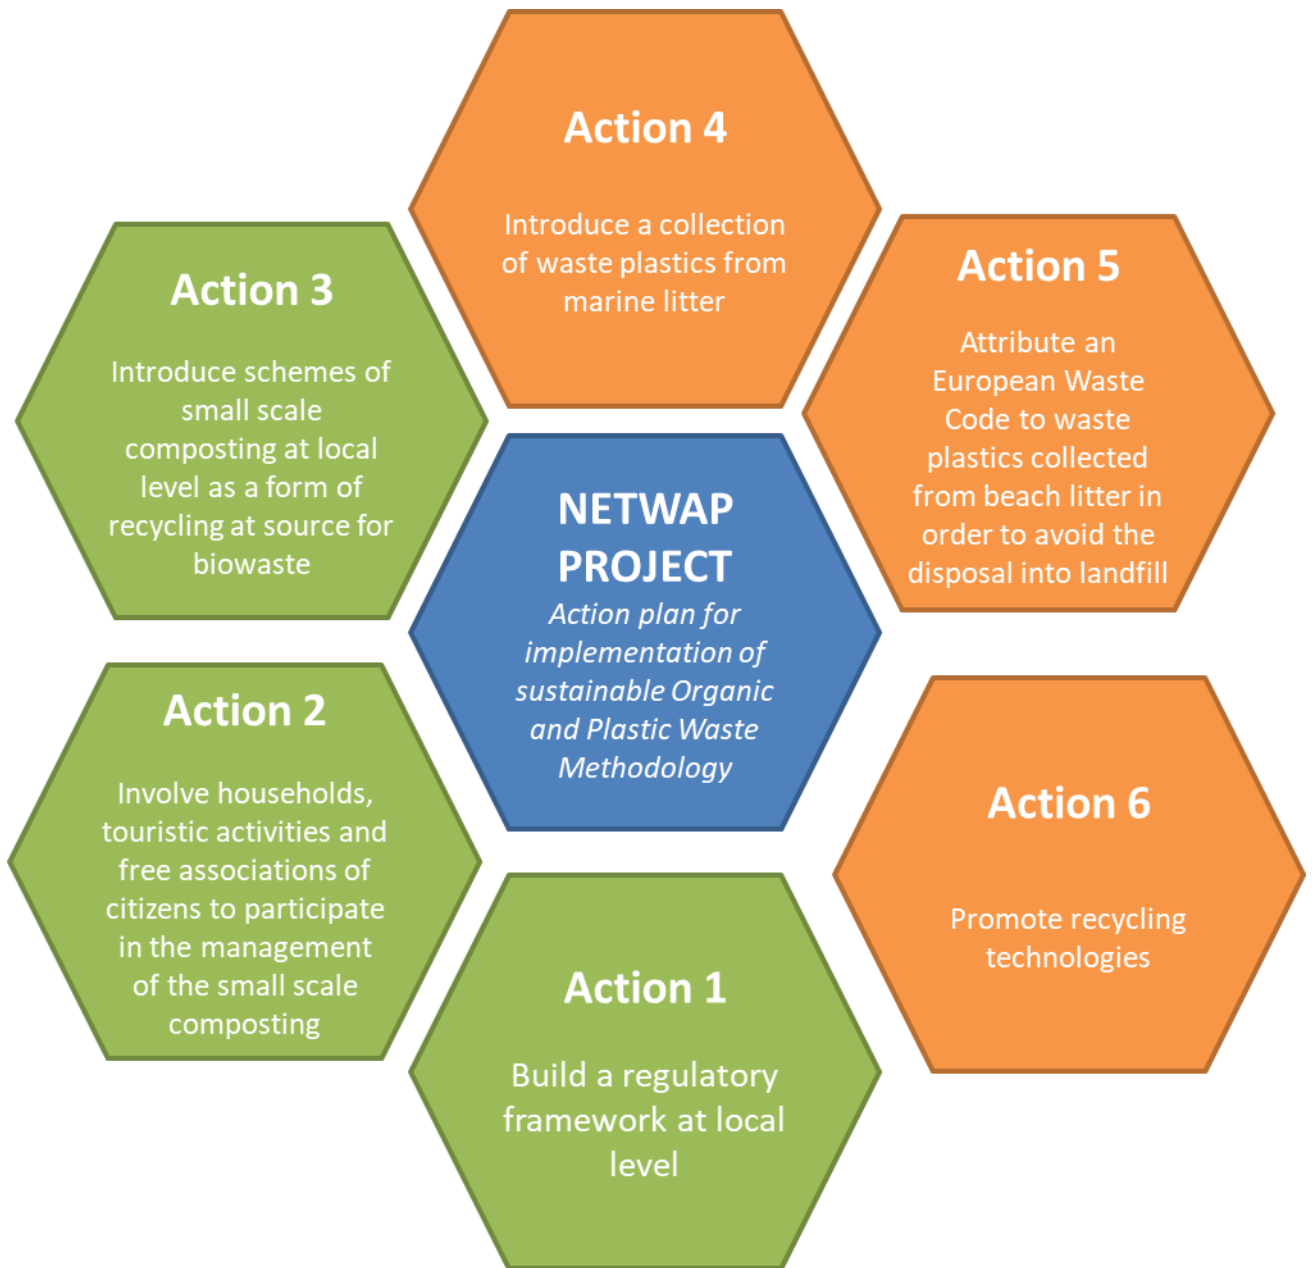 Action 4
Introduce a collection
of waste plastics from
marine litter
Action 3
Introduce schemes of
small scale
composting at local
level as a form of
recycling at source for
biowaste
Action 5
Attribute an
European Waste
Code to waste
plastics collected
from beach litter in
order to avoid the
disposal into landfill
NETWAP
PROJECT
Action plan for
implementation of
sustainable Organic
and Plastic Waste
Methodology
Action 2
Involve households,
touristic activities and
free associations of
citizens to participate
in the management
of the small scale
composting
Action 6
Promote recycling
technologies
Action 1
Build a regulatory
framework at local
level